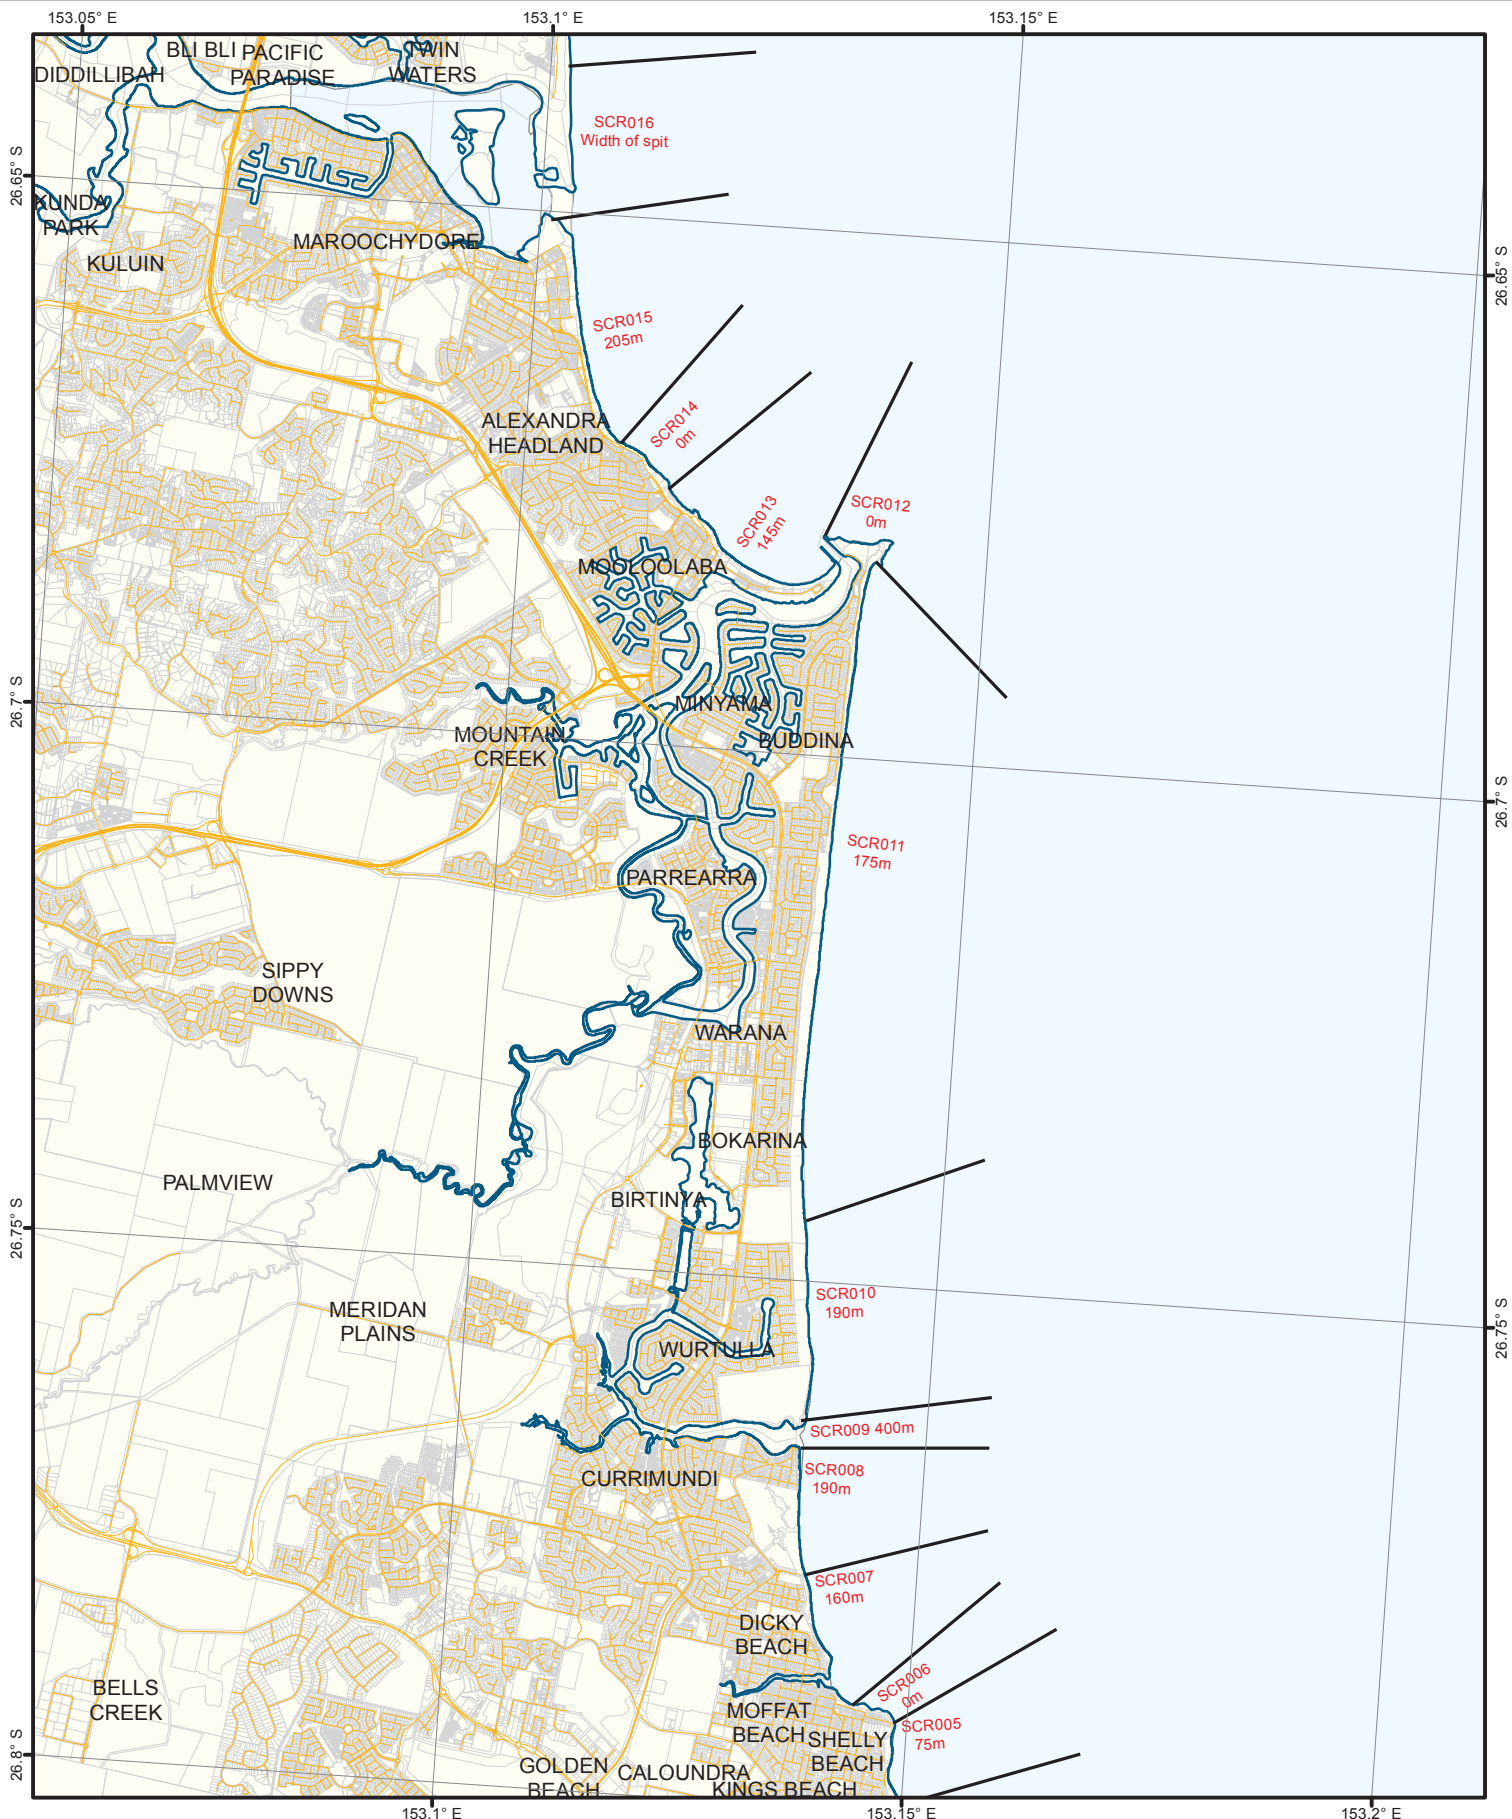 153.05° E
153.1° E
153.15° E
BLI BLI
PACIFIC
PARADISE
TWIN
WATERS
DIDDILLIBAH
SCR016
Width of spit
26.65° S
KUNDA
PARK
MAROOCHYDORE
KULUIN
26.65° S
SCR015
205m
ALEXANDRA
HEADLAND
SCR014
0m
SCR013
145m
SCR012
0m
MOOLOOLABA
26.7° S
MINYAMA
MOUNTAIN
CREEK
BUDDINA
26.7° S
SCR011
175m
PARREARRA
SIPPY
DOWNS
WARANA
BOKARINA
PALMVIEW
BIRTINYA
26.75° S
SCR010
190m
MERIDAN
PLAINS
26.75° S
WURTULLA
SCR009 400m
CURRIMUNDI
SCR008
190m
SCR007
160m
DICKY
BEACH
SCR006
0m
BELLS
CREEK
MOFFAT
BEACH
SCR005
75m
SHELLY
BEACH
26.8° S
GOLDEN
BEACH
CALOUNDRA
KINGS BEACH
153.1° E
153.15° E
153.2° E